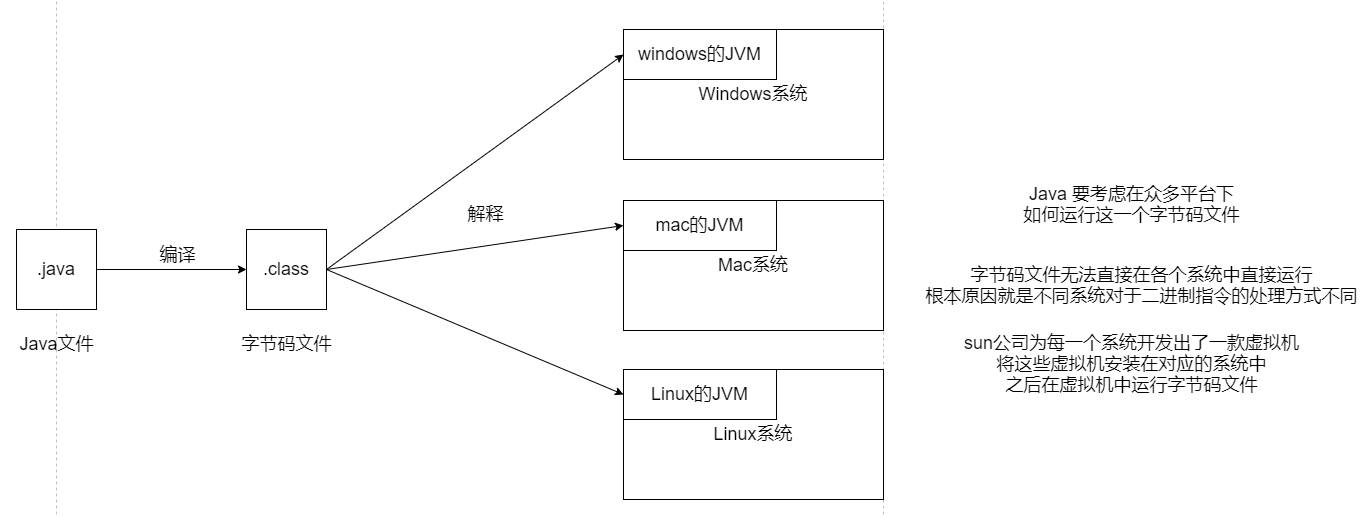 .java
Java文件
编译
.class
字节码文件
解释
windows的JVM
Windows系统
mac的JVM
Mac系统
Linux的JVM
Linux系统
Java 要考虑在众多平台下
如何运行这一个字节码文件
字节码文件无法直接在各个系统中直接运行
根本原因就是不同系统对于二进制指令的处理方式不同
sun公司为每一个系统开发出了一款虚拟机
将这些虚拟机安装在对应的系统中
之后在虚拟机中运行字节码文件